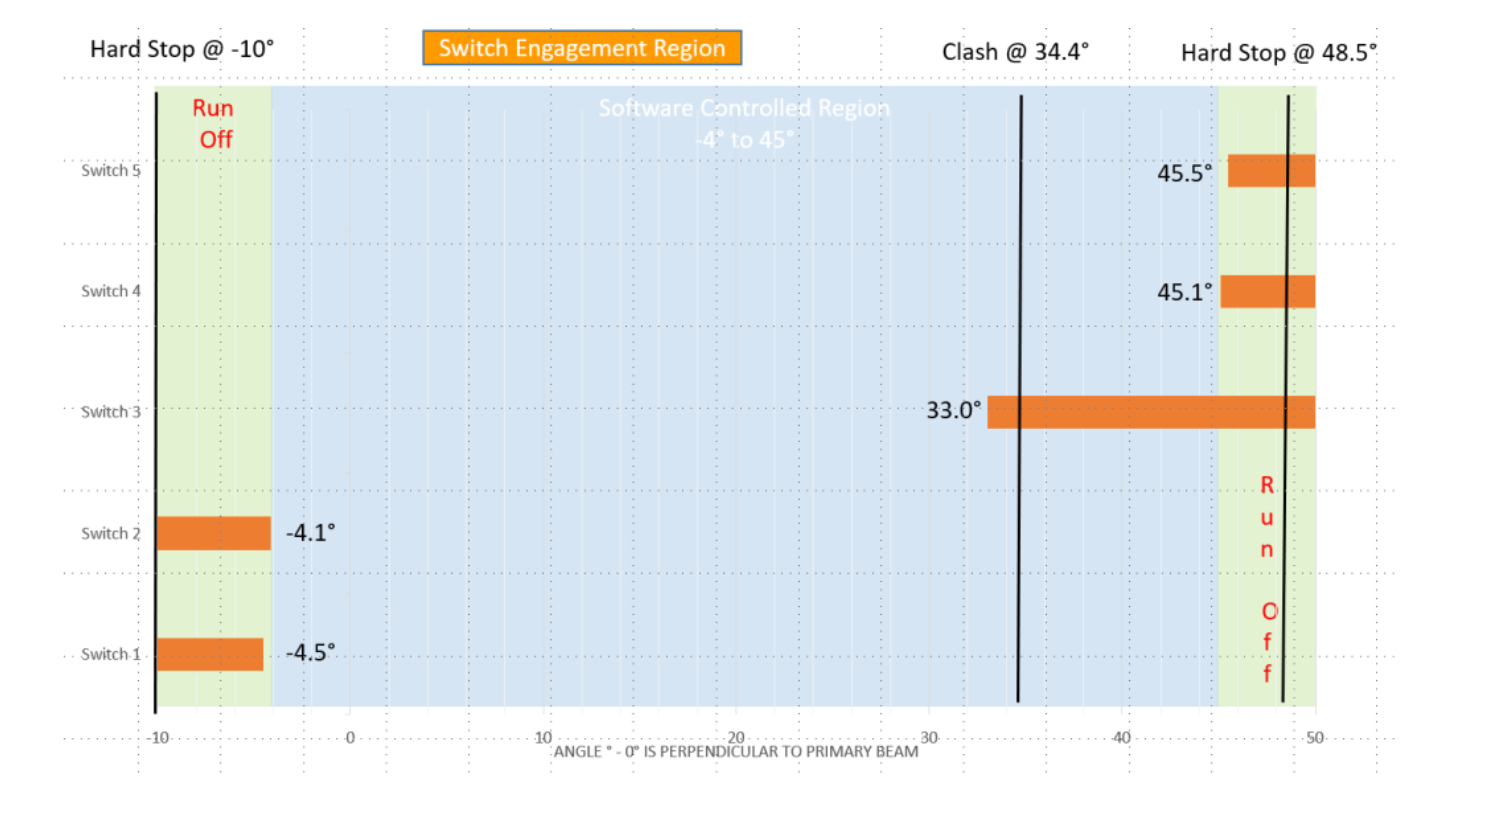 Hard Stop @ -10°
Switch Engagement Region
Clash @ 34.4°
Hard Stop @ 48.5°
Run
Off
Software Controlled Region
-4° to 45°
Switch 5
45.5°
Switch 4
45.1°
Switch 3
33.0°
R
u
n
Switch 2
-4.1°
O
f
f
Switch 1
-4.5°
-10
0
10
20
30
40
50
ANGLE ° - 0° IS PERPENDICULAR TO PRIMARY BEAM